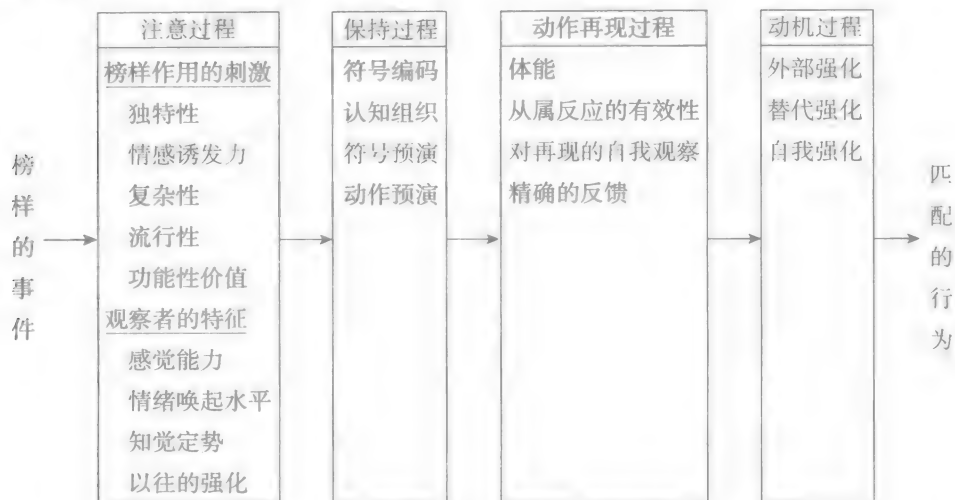 榜样的事件
注意过程
榜样作用的刺激
独特性
情感诱发力
复杂性
流行性
功能性价值
观察者的特征
感觉能力
情绪唤起水平
知觉定势
以往的强化
保持过程
符号编码
认知组织
符号预演
动作预演
动作再现过程
体能
从属反应的有效性
对再现的自我观察
精确的反馈
动机过程
外部强化
替代强化
自我强化
匹配的行为